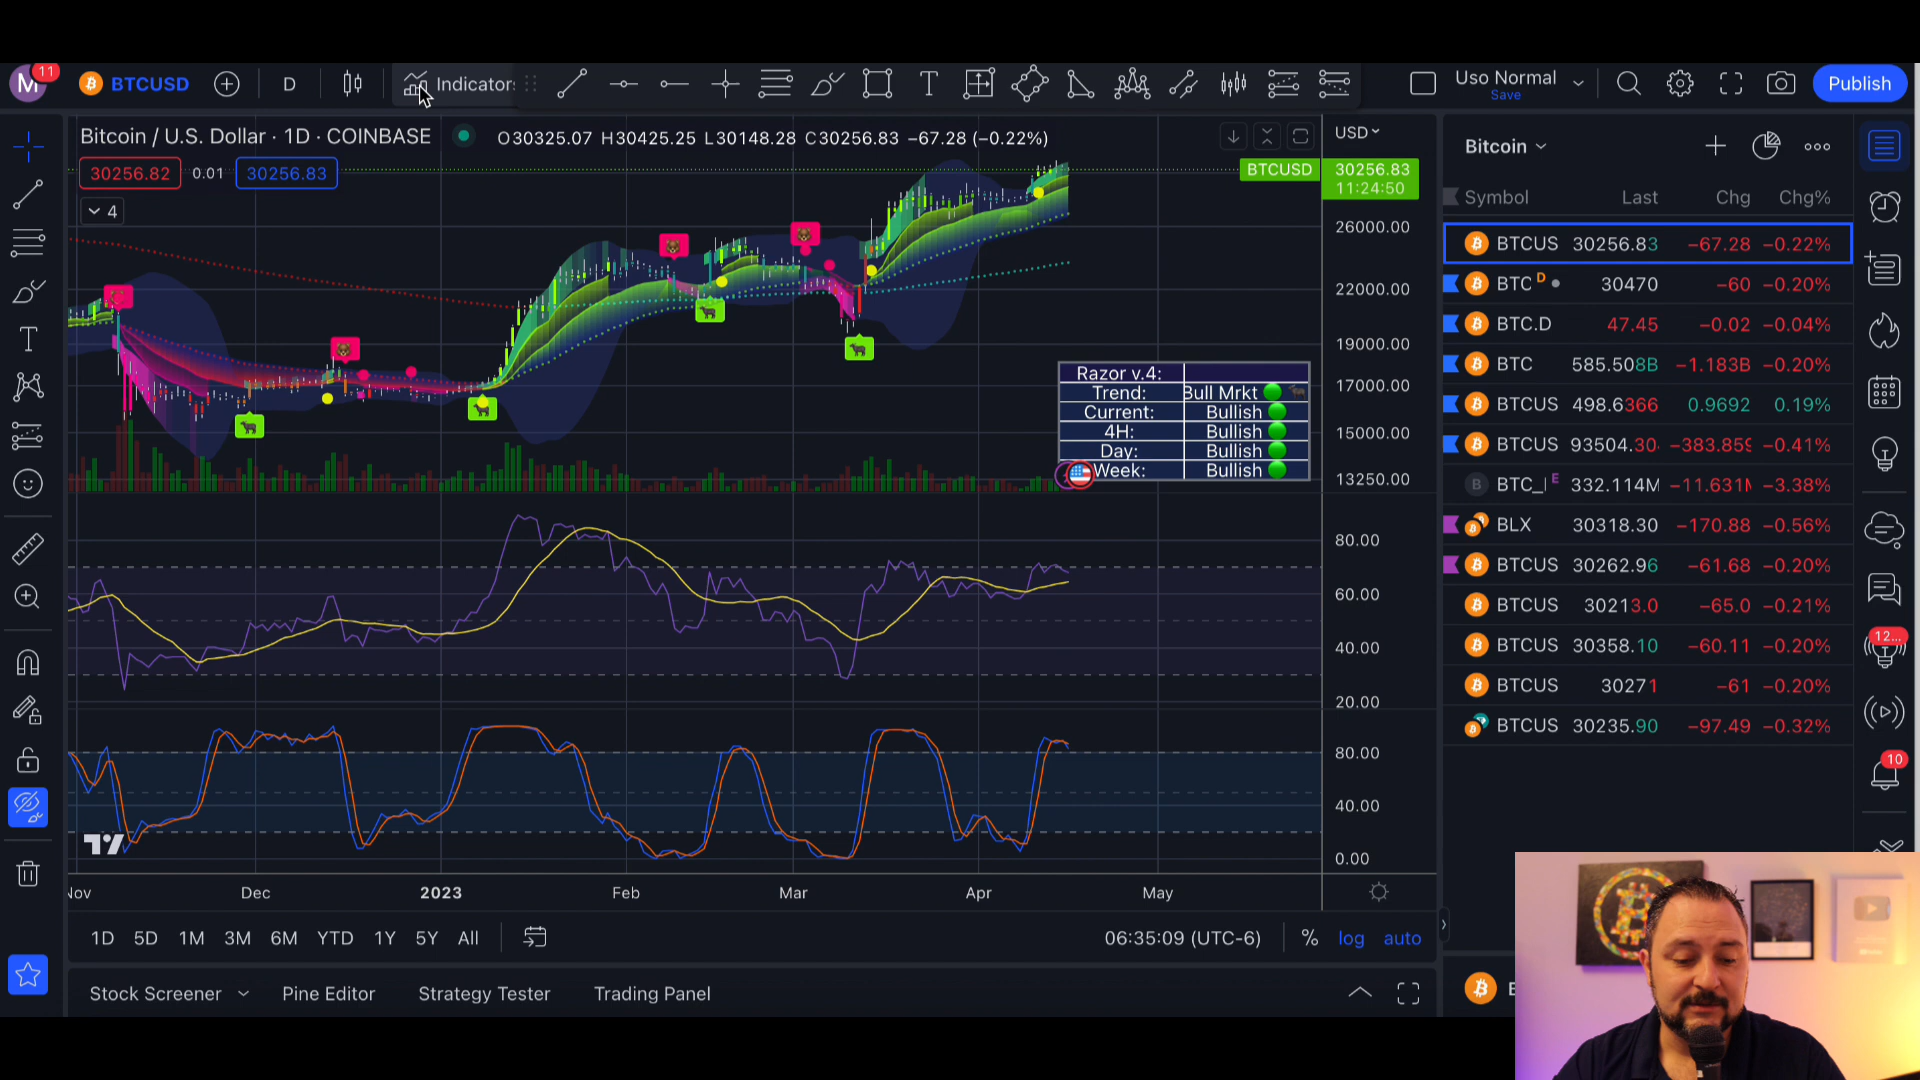 M 11 BTCUSD D Indicators T Uso Normal Save Publish
Bitcoin / U.S. Dollar · 1D · COINBASE O30325.07 H30425.25 L30148.28 C30256.83 −67.28 (−0.22%) USD
30256.82 0.01 30256.83
BTCUSD 30256.83
11:24:50
4
26000.00
22000.00
19000.00
17000.00
15000.00
13250.00
Razor v.4:
Trend: Bull Mrkt
Current: Bullish
4H: Bullish
Day: Bullish
Week: Bullish
80.00
60.00
40.00
20.00
80.00
40.00
0.00
Nov Dec 2023 Feb Mar Apr May
1D 5D 1M 3M 6M YTD 1Y 5Y All 06:35:09 (UTC-6) % log auto
Stock Screener Pine Editor Strategy Tester Trading Panel
Bitcoin
Symbol Last Chg Chg%
BTCUS 30256.83 −67.28 −0.22%
BTC D 30470 −60 −0.20%
BTC.D 47.45 −0.02 −0.04%
BTC 585.508B −1.183B −0.20%
BTCUS 498.6366 0.9692 0.19%
BTCUS 93504.30 −383.859 −0.41%
B BTC_ E 332.114M −11.631M −3.38%
BLX 30318.30 −170.88 −0.56%
BTCUS 30262.96 −61.68 −0.20%
BTCUS 30213.0 −65.0 −0.21%
BTCUS 30358.10 −60.11 −0.20%
BTCUS 30271 −61 −0.20%
BTCUS 30235.90 −97.49 −0.32%
12...
10